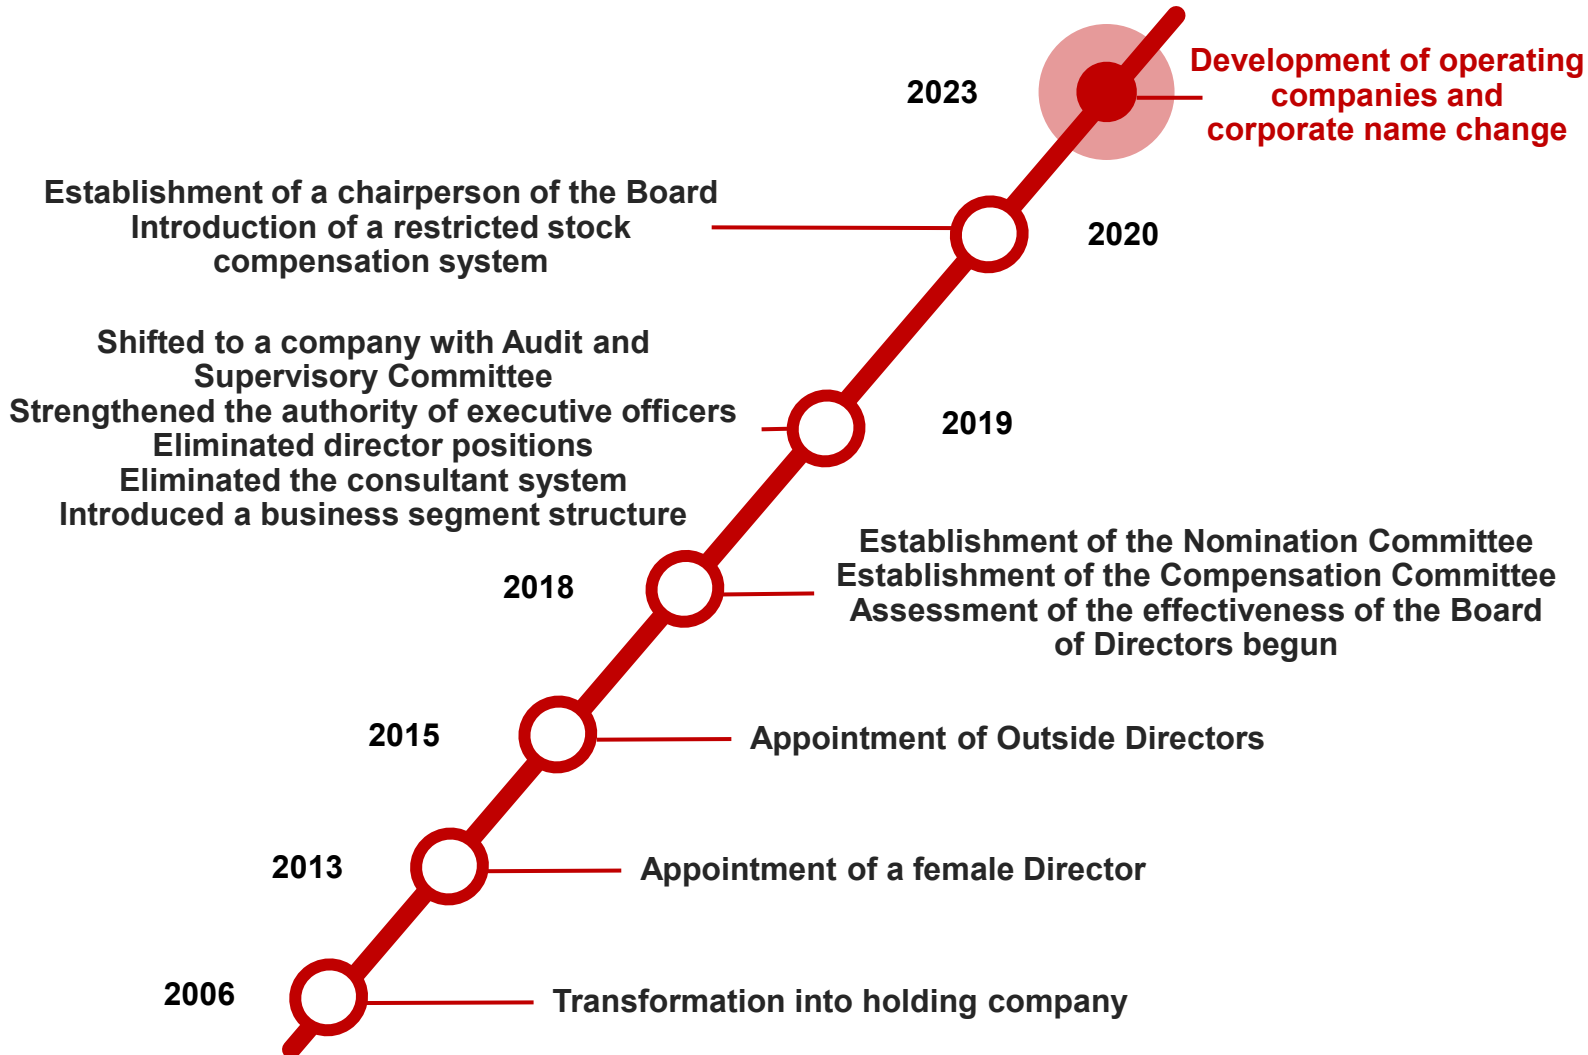 2023
Development of operating
companies and
corporate name change
Establishment of a chairperson of the Board
Introduction of a restricted stock
compensation system
2020
Shifted to a company with Audit and
Supervisory Committee
Strengthened the authority of executive officers
Eliminated director positions
Eliminated the consultant system
Introduced a business segment structure
2019
2018
Establishment of the Nomination Committee
Establishment of the Compensation Committee
Assessment of the effectiveness of the Board
of Directors begun
2015
Appointment of Outside Directors
2013
Appointment of a female Director
2006
Transformation into holding company